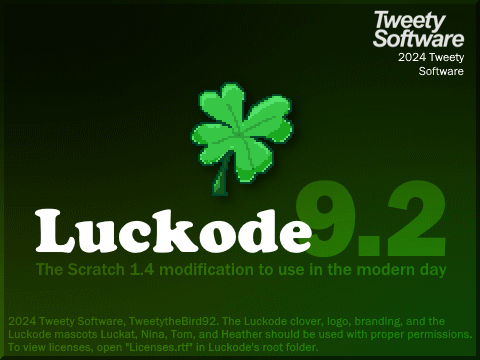 Tweety
Software
2024 Tweety
Software
Luckode 9.2
The Scratch 1.4 modification to use in the modern day
2024 Tweety Software, TweetytheBird92. The Luckode clover, logo, branding, and the
Luckode mascots Luckat, Nina, Tom, and Heather should be used with proper permissions.
To view licenses, open "Licenses.rtf" in Luckode's root folder.